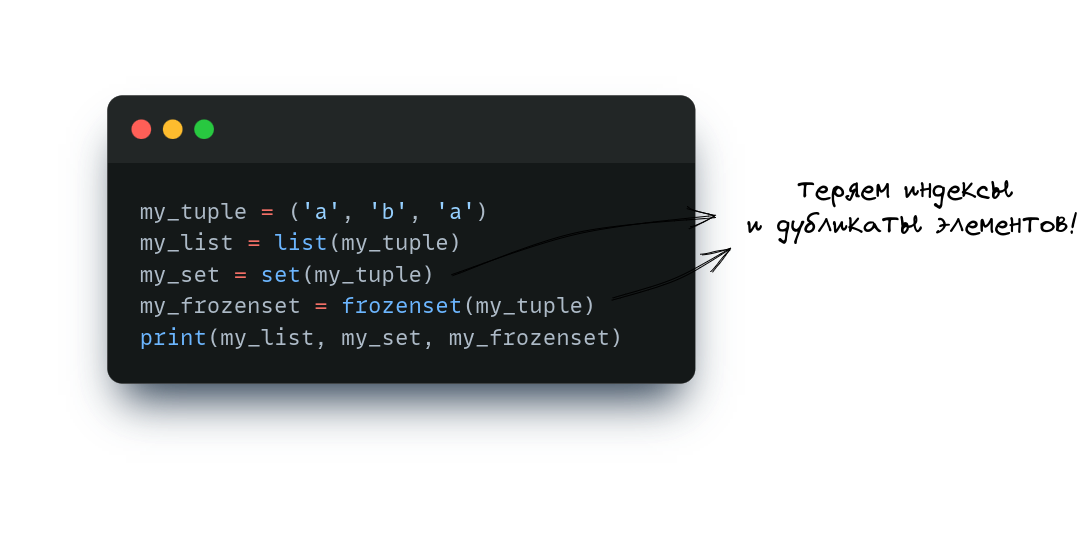 my_tuple = ('a', 'b', 'a')
my_list = list(my_tuple)
my_set = set(my_tuple)
my_frozenset = frozenset(my_tuple)
print(my_list, my_set, my_frozenset)
теряем индексы
и дубликаты элементов!